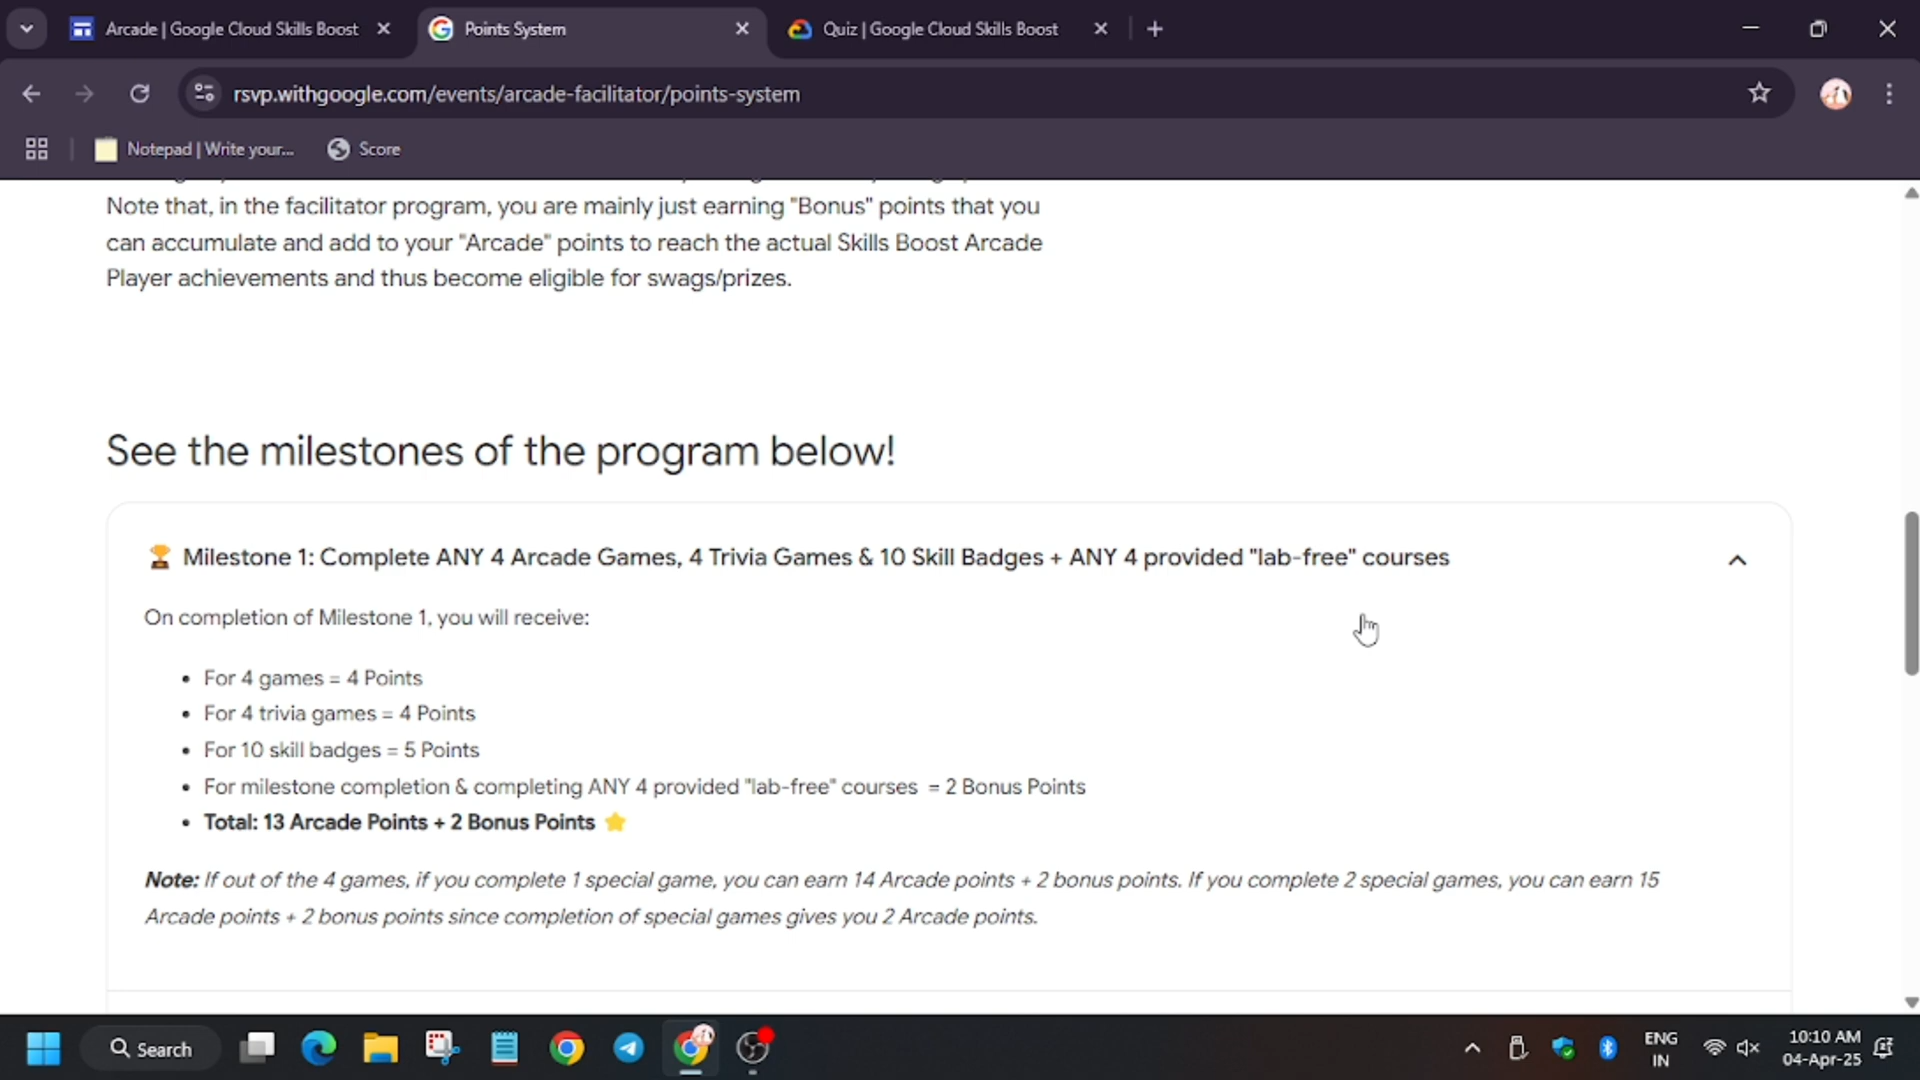 Arcade | Google Cloud Skills Boost
Points System
Quiz | Google Cloud Skills Boost
rsvp.withgoogle.com/events/arcade-facilitator/points-system
Notepad | Write your...
Score
Note that, in the facilitator program, you are mainly just earning "Bonus" points that you
can accumulate and add to your "Arcade" points to reach the actual Skills Boost Arcade
Player achievements and thus become eligible for swags/prizes.
See the milestones of the program below!
Milestone 1: Complete ANY 4 Arcade Games, 4 Trivia Games & 10 Skill Badges + ANY 4 provided "lab-free" courses
On completion of Milestone 1, you will receive:
• For 4 games = 4 Points
• For 4 trivia games = 4 Points
• For 10 skill badges = 5 Points
• For milestone completion & completing ANY 4 provided "lab-free" courses = 2 Bonus Points
• Total: 13 Arcade Points + 2 Bonus Points ⭐
Note: If out of the 4 games, if you complete 1 special game, you can earn 14 Arcade points + 2 bonus points. If you complete 2 special games, you can earn 15
Arcade points + 2 bonus points since completion of special games gives you 2 Arcade points.
Search
ENG
IN
10:10 AM
04-Apr-25